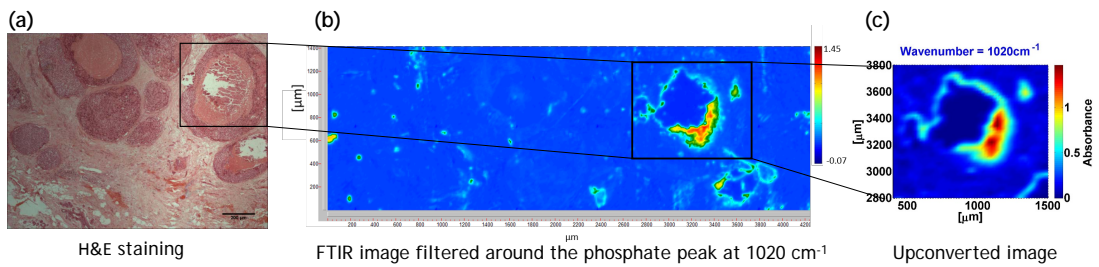 (a)
(b)
(c)
H&E staining
1400
1200
1000
800
600
400
200
0
[µm]
200 400 600 800 1000 1200 1400 1600 1800 2000 2200 2400 2600 2800 3000 3200 3400 3600 3800 4000 42
µm
1.45
-0.07
FTIR image filtered around the phosphate peak at 1020 cm-1
Wavenumber = 1020cm-1
3800
3600
3400
3200
3000
2800
[µm]
500 1000 1500
[µm]
1
0.5
0
Absorbance
Upconverted image